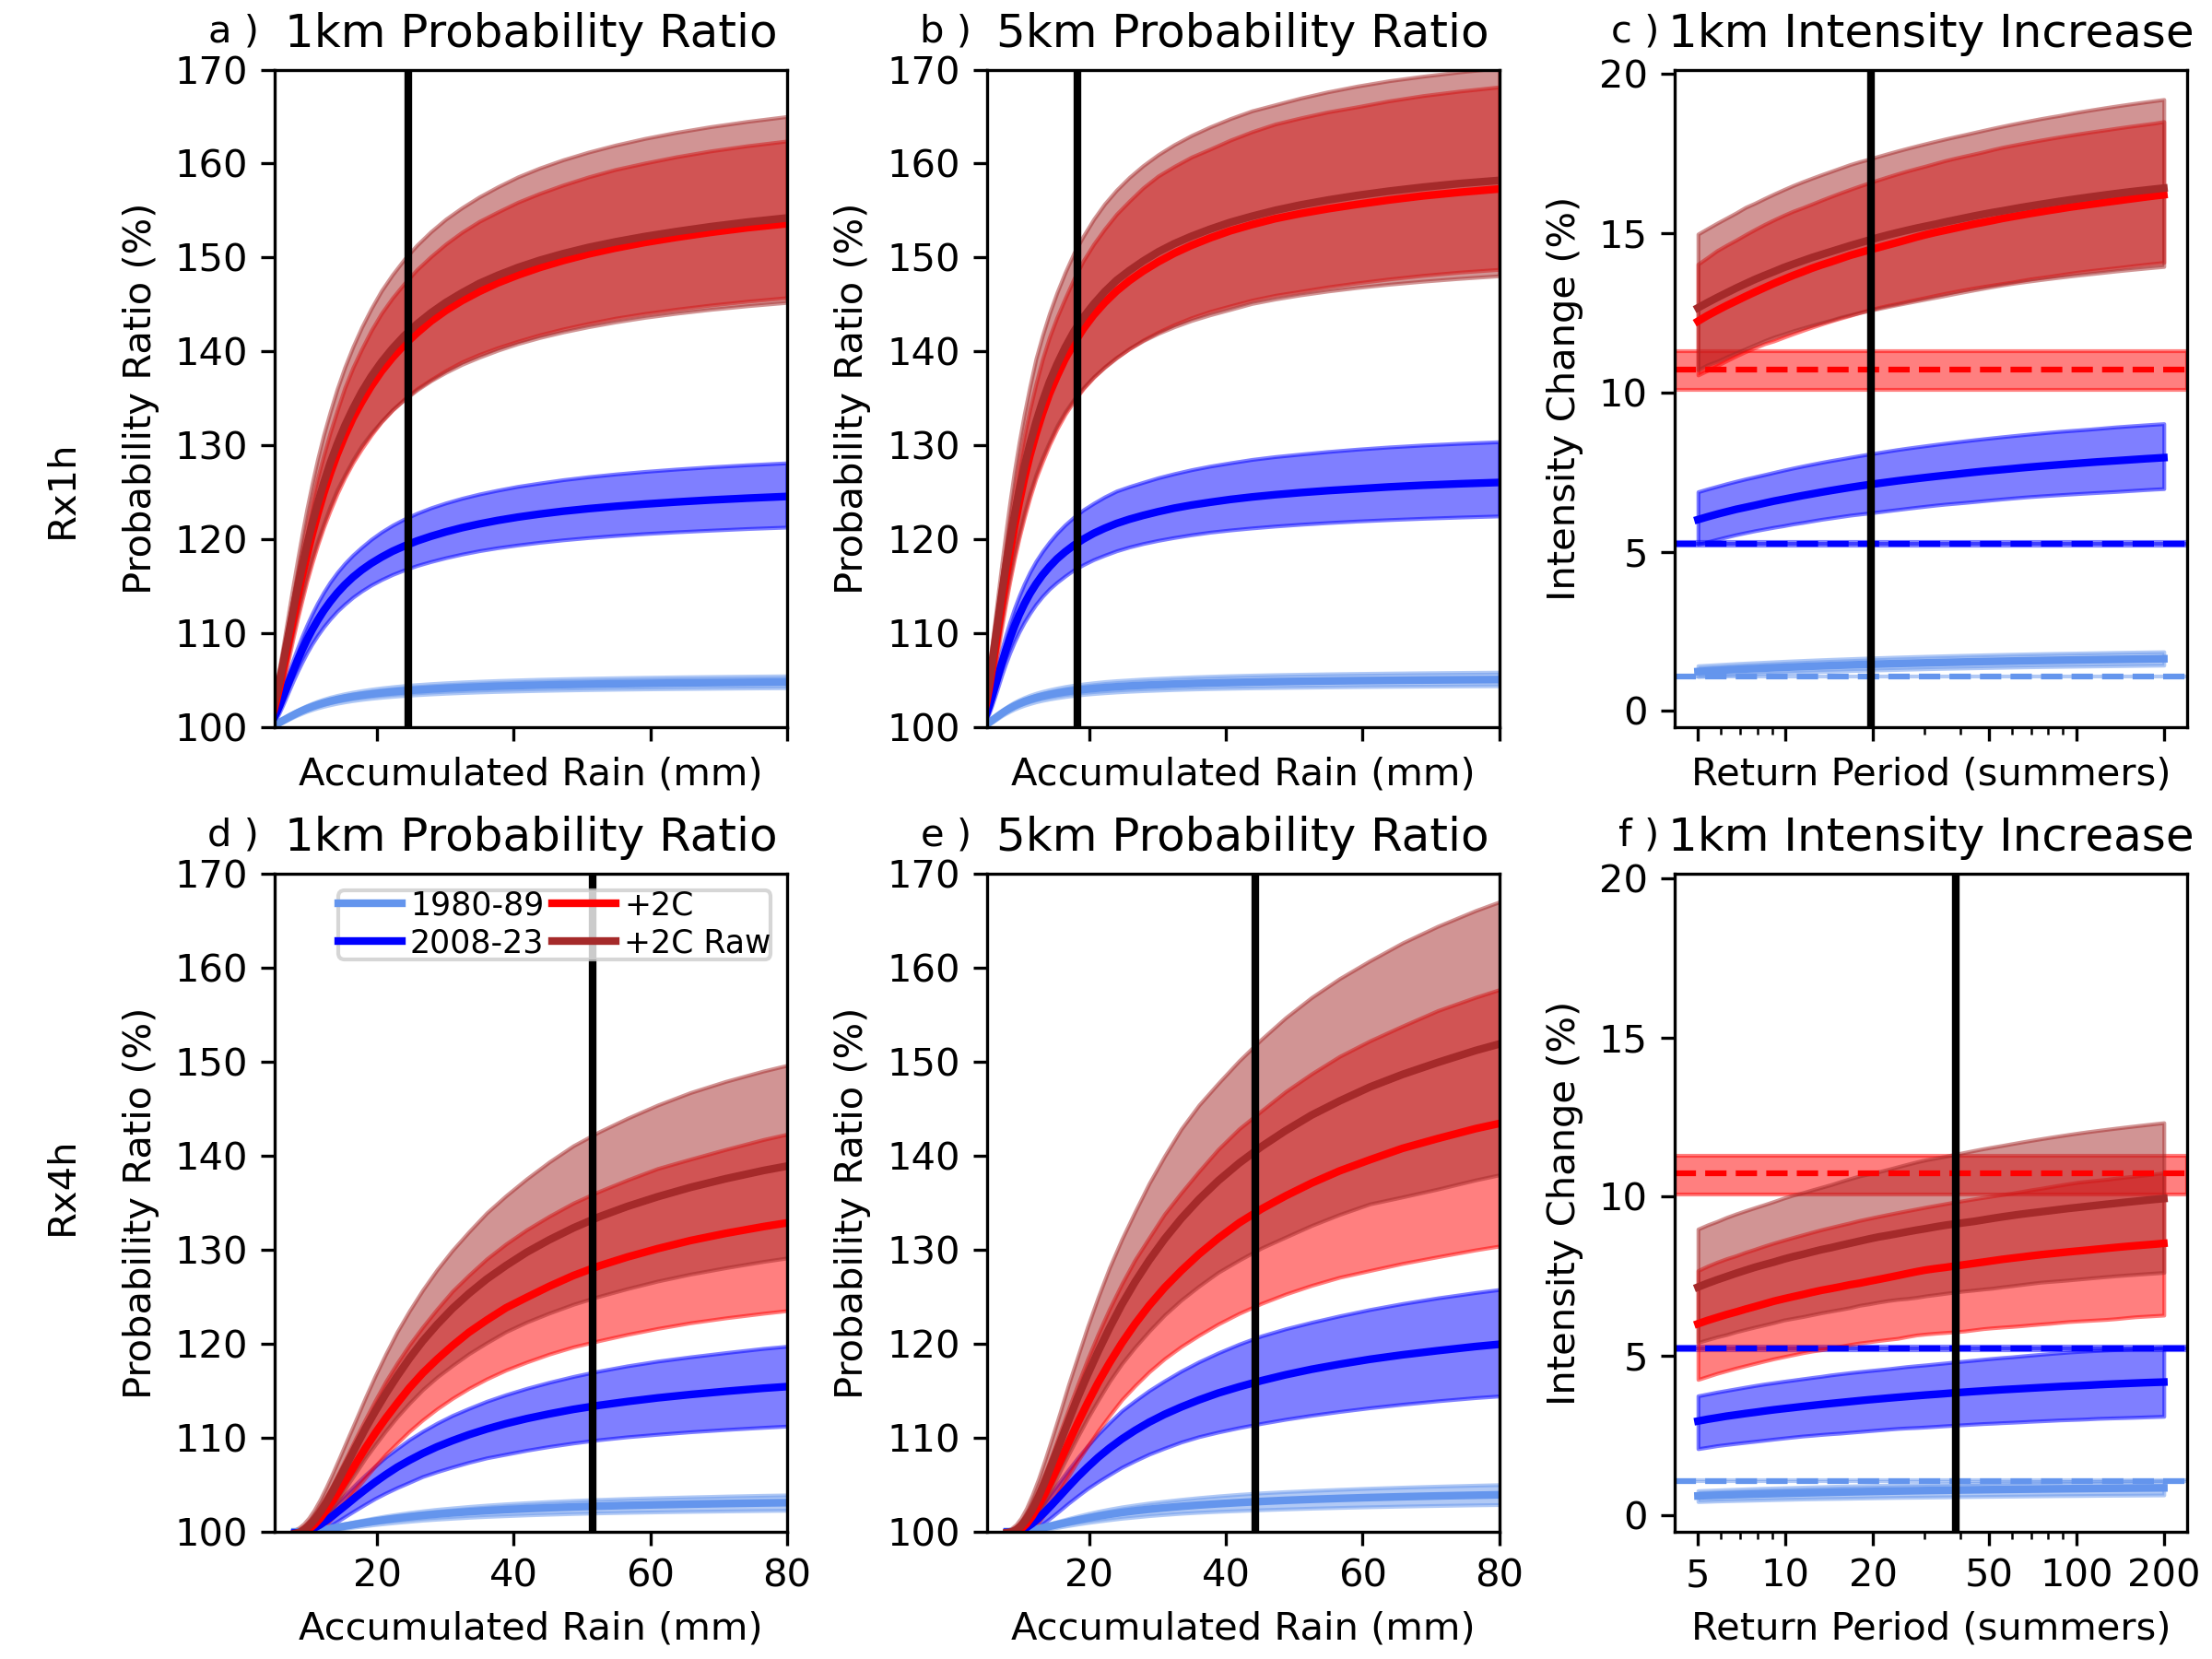 a ) 1km Probability Ratio
b ) 5km Probability Ratio
c ) 1km Intensity Increase
Rx1h
Probability Ratio (%)
170
160
150
140
130
120
110
100
Accumulated Rain (mm)
Probability Ratio (%)
170
160
150
140
130
120
110
100
Accumulated Rain (mm)
Intensity Change (%)
20
15
10
5
0
Return Period (summers)
d ) 1km Probability Ratio
e ) 5km Probability Ratio
f ) 1km Intensity Increase
Rx4h
Probability Ratio (%)
170
160
150
140
130
120
110
100
1980-89 +2C
2008-23 +2C Raw
20 40 60 80
Accumulated Rain (mm)
Probability Ratio (%)
170
160
150
140
130
120
110
100
20 40 60 80
Accumulated Rain (mm)
Intensity Change (%)
20
15
10
5
0
5 10 20 50 100 200
Return Period (summers)